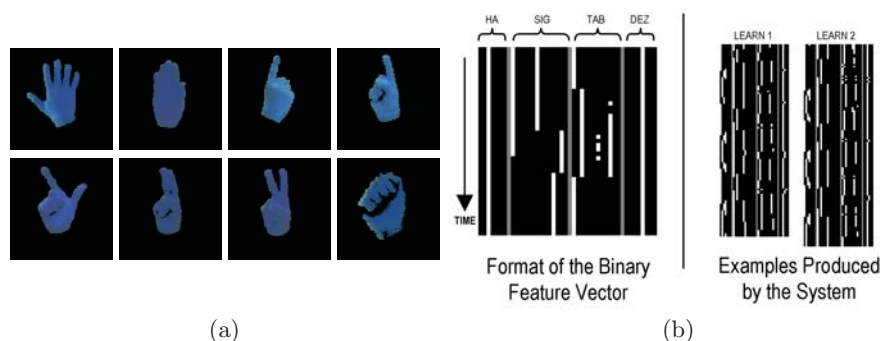 HA SIG TAB DEZ
LEARN 1 LEARN 2
TIME
Format of the Binary
Feature Vector
Examples Produced
by the System
(a) (b)